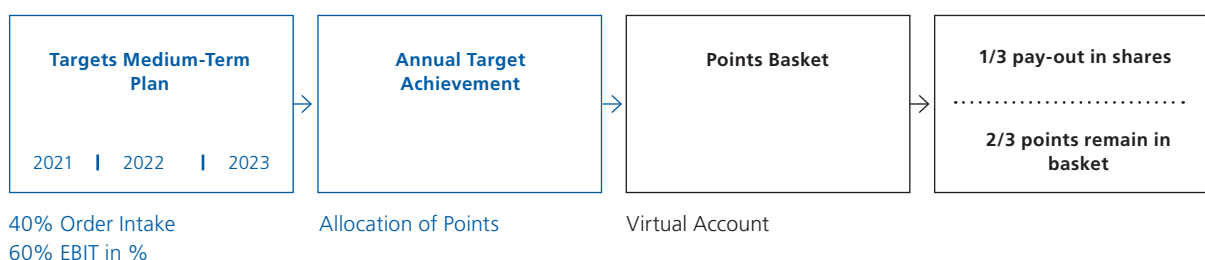 Targets Medium-Term
Plan
2021 | 2022 | 2023
40% Order Intake
60% EBIT in %
Annual Target
Achievement
Allocation of Points
Points Basket
Virtual Account
1/3 pay-out in shares
2/3 points remain in
basket